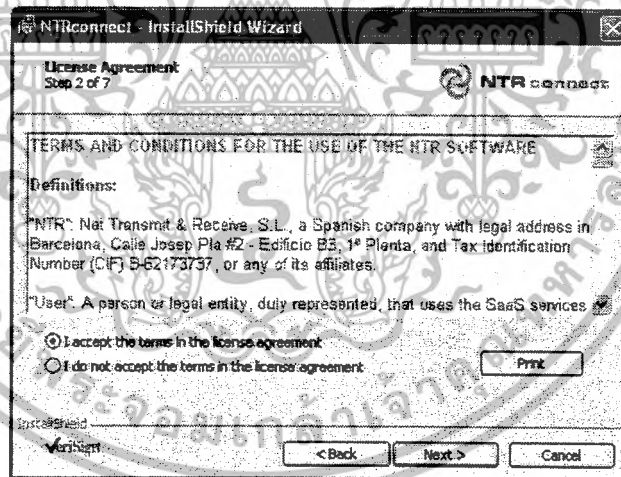 NTRconnect - InstallShield Wizard
License Agreement
Step 2 of 7
NTR connect
TERMS AND CONDITIONS FOR THE USE OF THE NTR SOFTWARE
Definitions:
"NTR": Net Transmit & Receive, S.L., a Spanish company with legal address in
Barcelona, Calle Josep Pla #2 - Edificio B3, 1ª Planta, and Tax Identification
Number (CIF) B-62173737, or any of its affiliates.
"User": A person or legal entity, duly represented, that uses the SaaS services
I accept the terms in the license agreement
I do not accept the terms in the license agreement
Print
InstallShield
VeriSign
< Back
Next >
Cancel